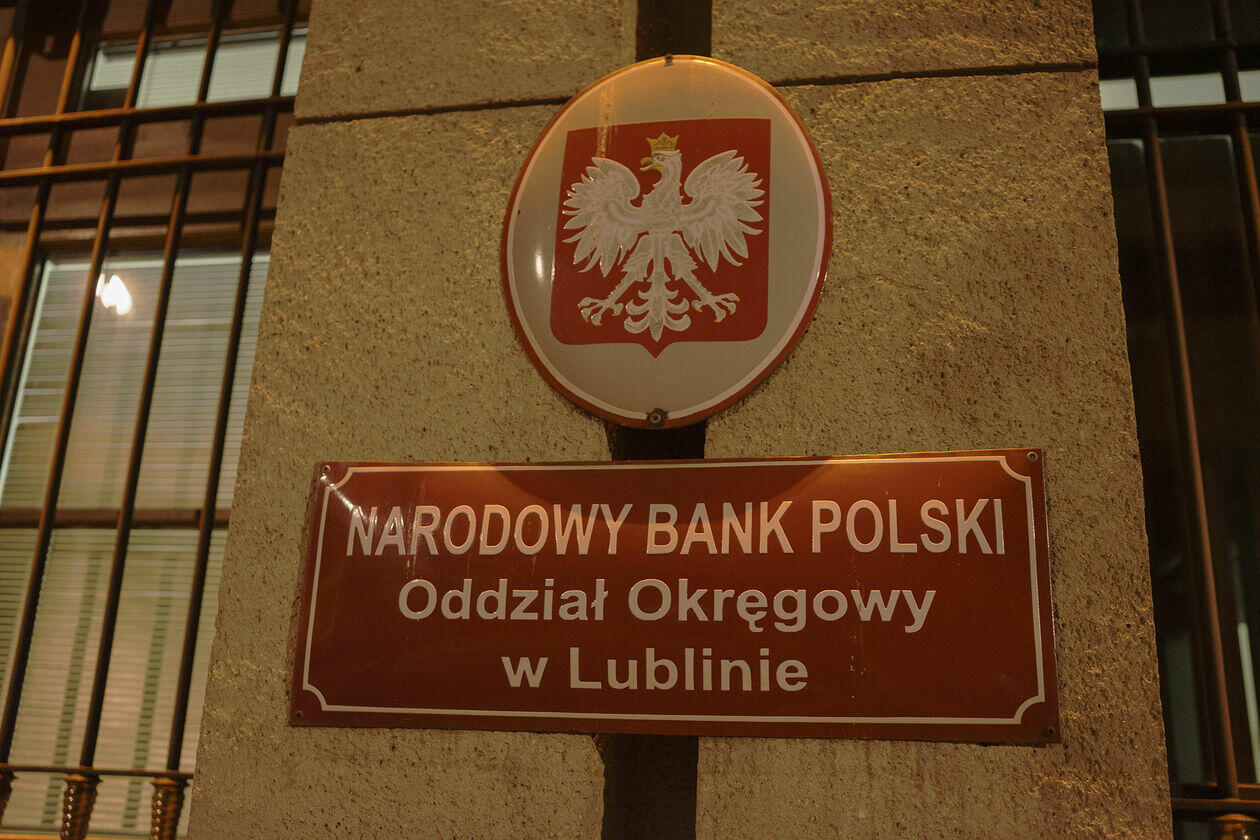 NARODOWY BANK POLSKI
Oddział Okręgowy
w Lublinie